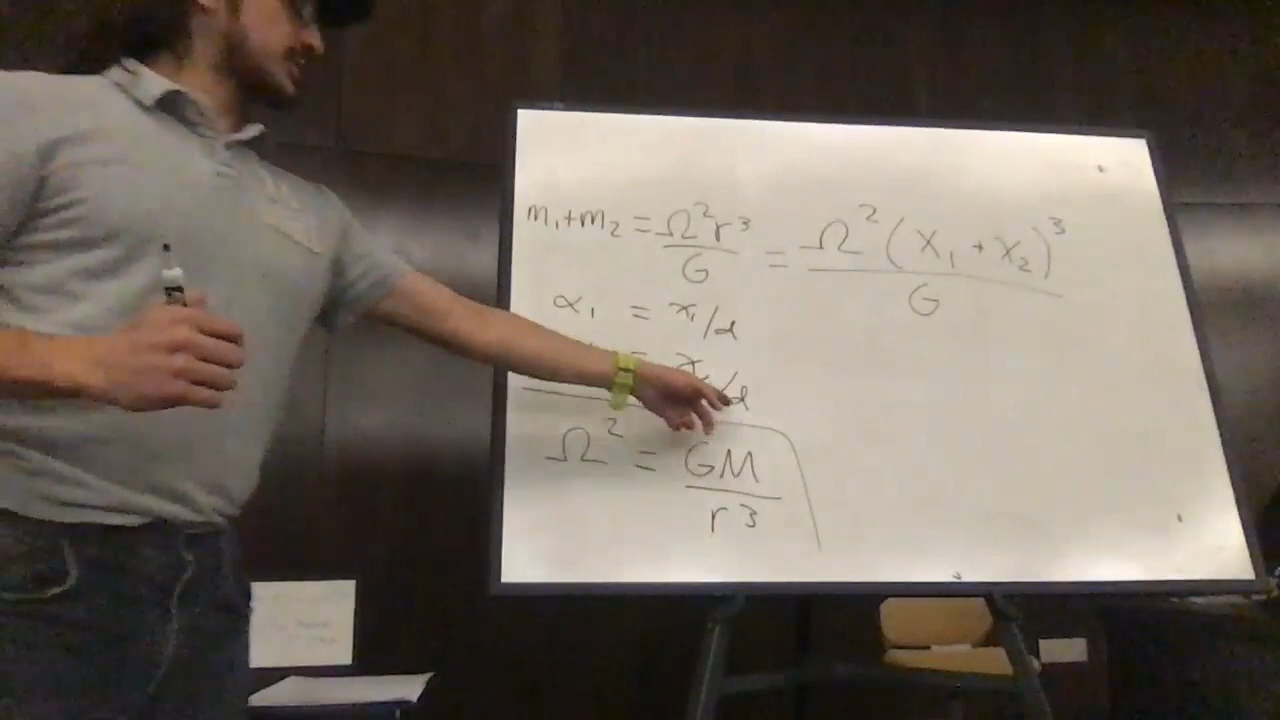 m₁+m₂ = Ω²r³/G = Ω²(x₁+x₂)³/G
α₁ = x₁/d
= x₂/d
Ω² = GM/r³